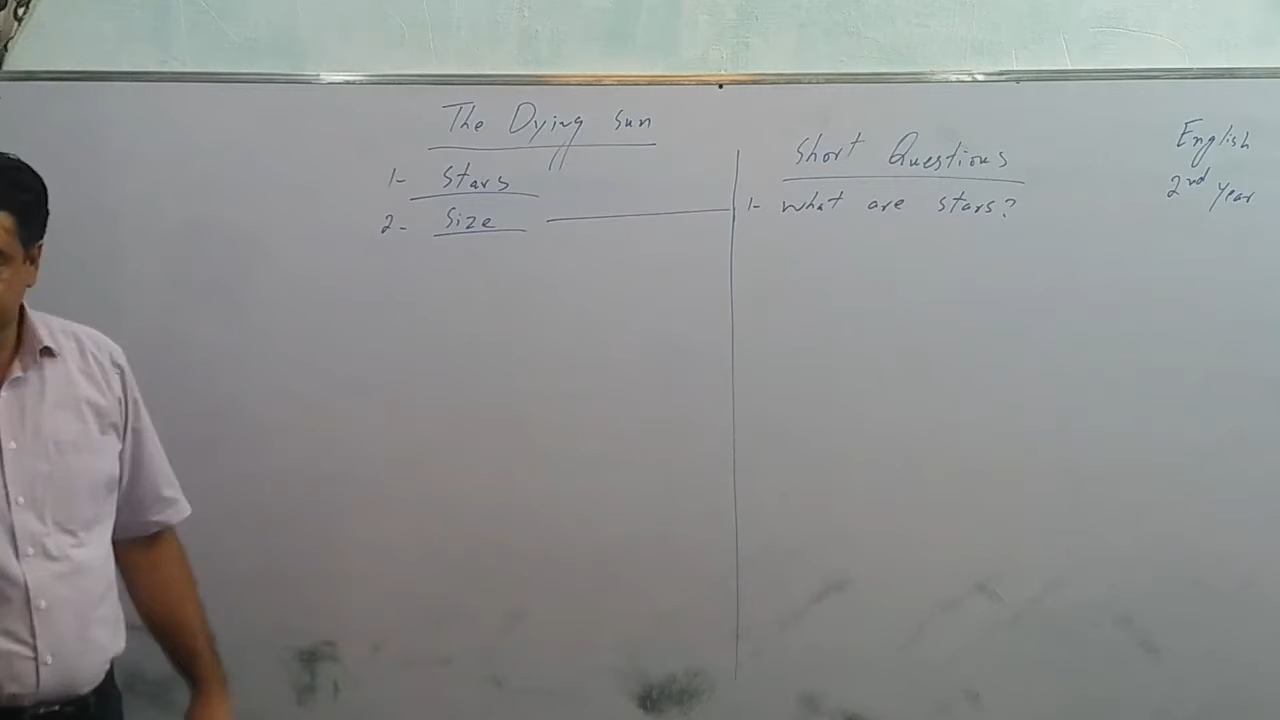 The Dying Sun
1- Stars
2- Size
Short Questions
1- What are stars?
English
2nd year